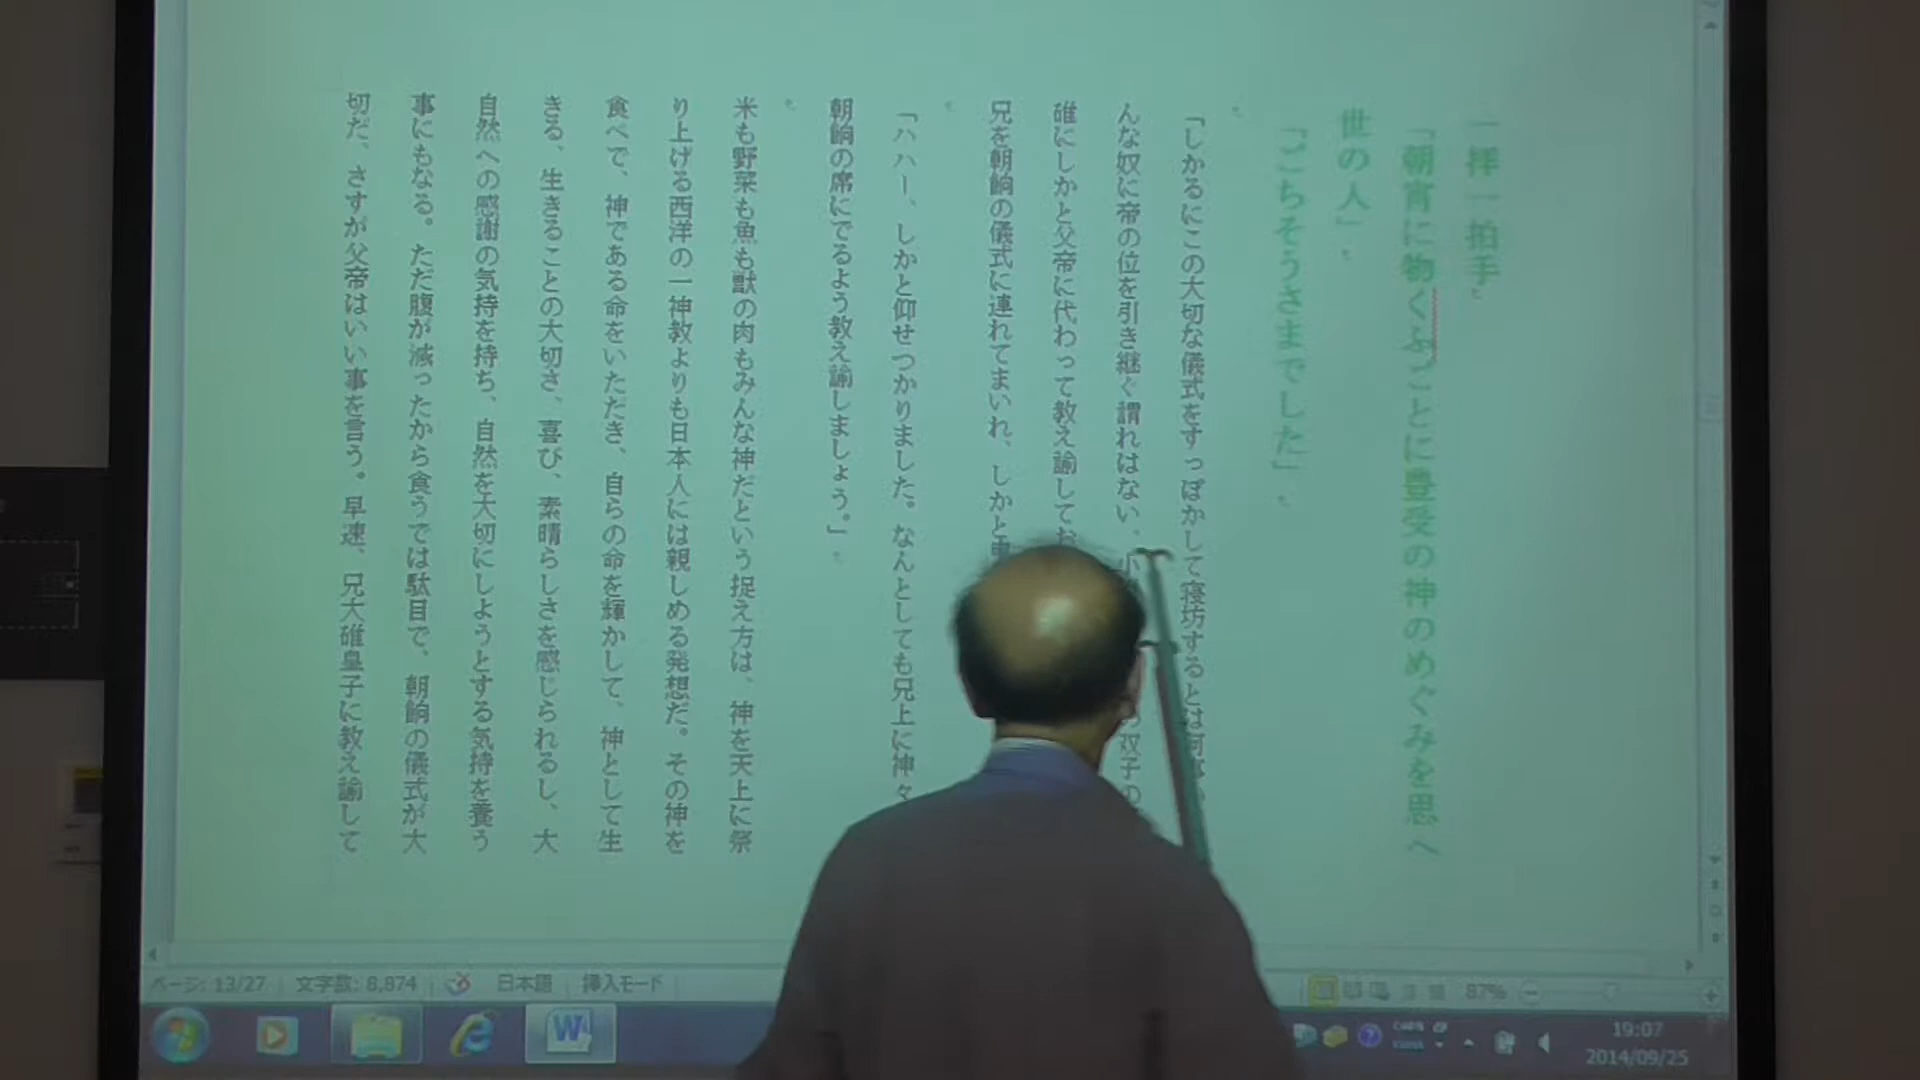 一拝一拍手
「朝宵に物くふごとに豊受の神のめぐみを思へ
世の人」
「ごちそうさまでした」
「しかるにこの大切な儀式をすっぽかして寝坊するとは何事
んな奴に帝の位を引き継ぐ謂れはない、小 の双子の
碓にしかと父帝に代わって教え諭してお
兄を朝餉の儀式に連れてまいれ、しかと申
「ハハー、しかと仰せつかりました。なんとしても兄上に神々
朝餉の席にでるよう教え諭しましょう。」
米も野菜も魚も獣の肉もみんな神だという捉え方は、神を天上に祭
り上げる西洋の一神教よりも日本人には親しめる発想だ。その神を
食べで、神である命をいただき、自らの命を輝かして、神として生
きる、生きることの大切さ、喜び、素晴らしさを感じられるし、大
自然への感謝の気持を持ち、自然を大切にしようとする気持を養う
事にもなる。ただ腹が減ったから食うでは駄目で、朝餉の儀式が大
切だ、さすが父帝はいい事を言う。早速、兄大碓皇子に教え諭して
ページ: 13/27 文字数: 8,874 日本語 挿入モード 87%
19:07
2014/09/25